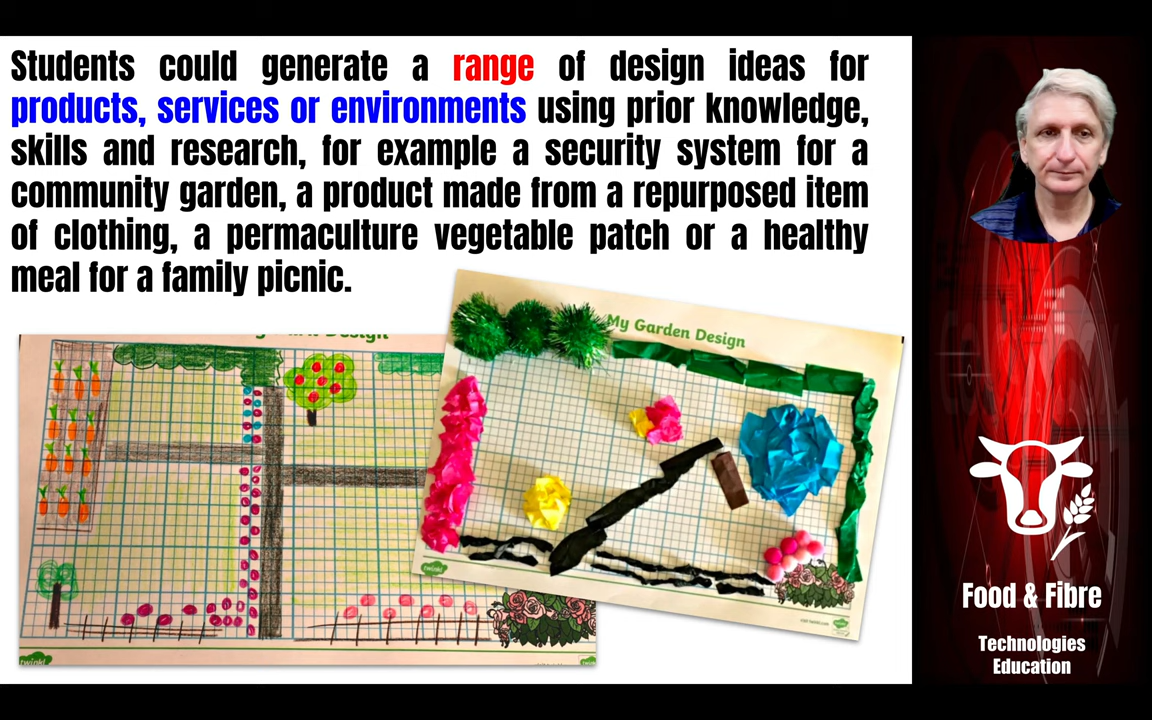 Students could generate a range of design ideas for
products, services or environments using prior knowledge,
skills and research, for example a security system for a
community garden, a product made from a repurposed item
of clothing, a permaculture vegetable patch or a healthy
meal for a family picnic.
My Garden Design
twinkl
Food & Fibre
Technologies
Education